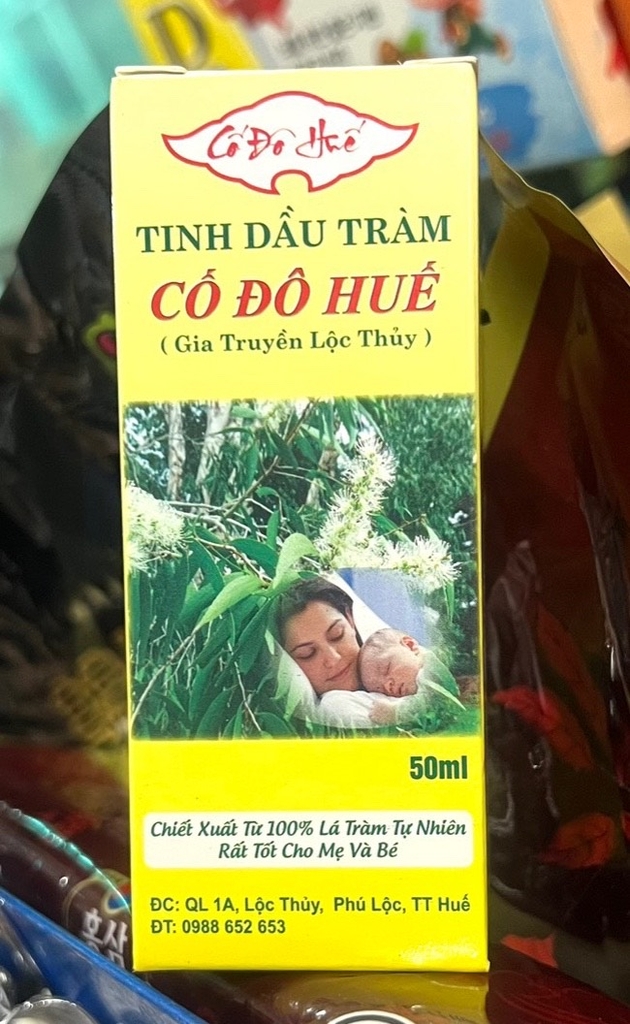 D
Cố Đô Huế
TINH DẦU TRÀM
CỐ ĐÔ HUẾ
( Gia Truyền Lộc Thủy )
50ml
Chiết Xuất Từ 100% Lá Tràm Tự Nhiên
Rất Tốt Cho Mẹ Và Bé
ĐC: QL 1A, Lộc Thủy, Phú Lộc, TT Huế
ĐT: 0988 652 653
홍삼